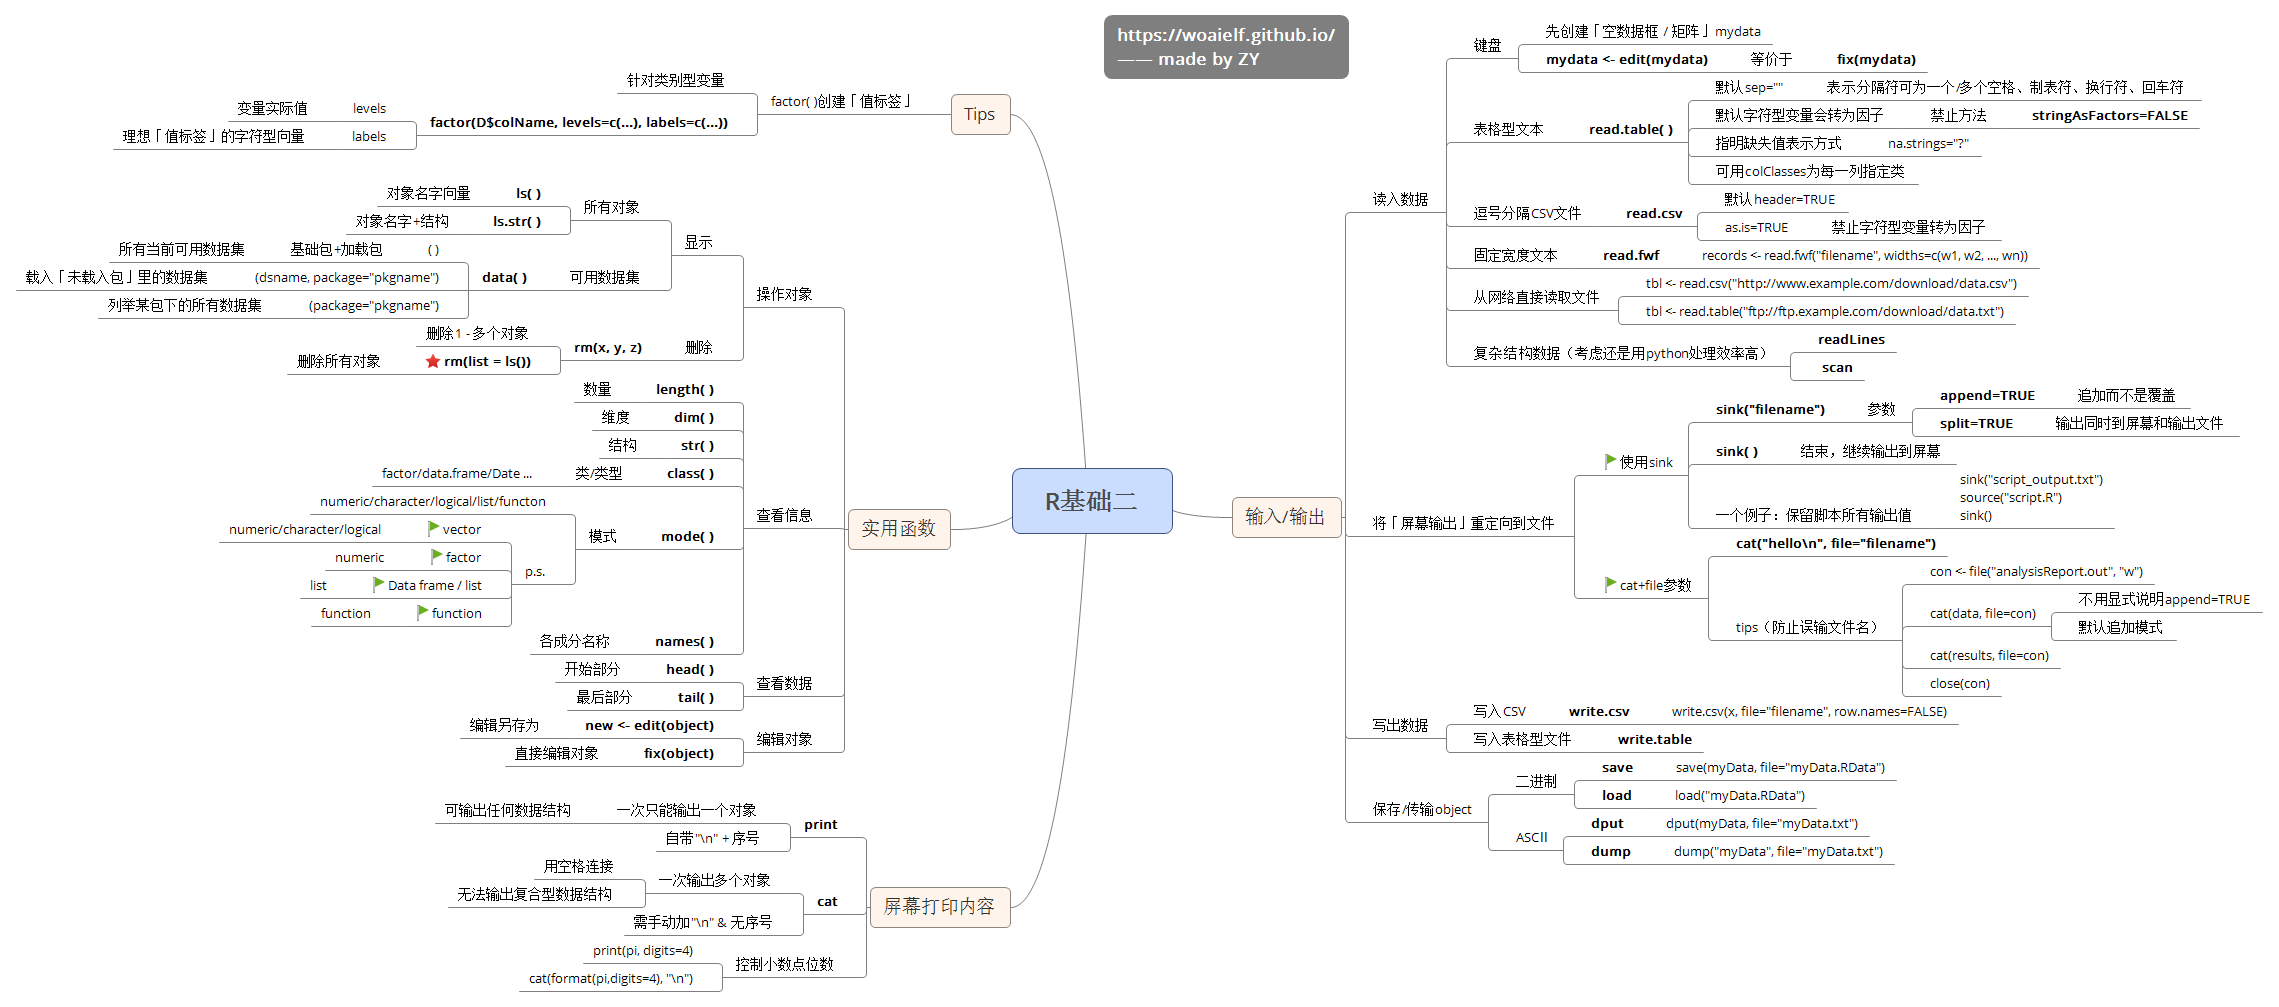 https://woaielf.github.io/
—— made by ZY
R基础二
Tips
factor( )创建「值标签」
针对类别型变量
factor(D$colName, levels=c(...), labels=c(...))
levels
变量实际值
labels
理想「值标签」的字符型向量
实用函数
操作对象
显示
所有对象
ls( )
对象名字向量
ls.str( )
对象名字+结构
可用数据集
data( )
( )
基础包+加载包
所有当前可用数据集
(dsname, package="pkgname")
载入「未载入包」里的数据集
(package="pkgname")
列举某包下的所有数据集
删除
rm(x, y, z)
删除1 - 多个对象
rm(list = ls())
删除所有对象
查看信息
length( )
数量
dim( )
维度
str( )
结构
class( )
类/类型
factor/data.frame/Date ...
mode( )
模式
numeric/character/logical/list/functon
p.s.
vector
numeric/character/logical
factor
numeric
Data frame / list
list
function
function
names( )
各成分名称
查看数据
head( )
开始部分
tail( )
最后部分
编辑对象
new <- edit(object)
编辑另存为
fix(object)
直接编辑对象
屏幕打印内容
print
一次只能输出一个对象
可输出任何数据结构
自带"\n" + 序号
cat
一次输出多个对象
用空格连接
无法输出复合型数据结构
需手动加"\n" & 无序号
控制小数点位数
print(pi, digits=4)
cat(format(pi,digits=4), "\n")
输入/输出
读入数据
键盘
先创建「空数据框 / 矩阵」mydata
mydata <- edit(mydata)
等价于
fix(mydata)
表格型文本
read.table( )
默认sep=""
表示分隔符可为一个/多个空格、制表符、换行符、回车符
默认字符型变量会转为因子
禁止方法
stringAsFactors=FALSE
指明缺失值表示方式
na.strings="?"
可用colClasses为每一列指定类
逗号分隔CSV文件
read.csv
默认header=TRUE
as.is=TRUE
禁止字符型变量转为因子
固定宽度文本
read.fwf
records <- read.fwf("filename", widths=c(w1, w2, ..., wn))
从网络直接读取文件
tbl <- read.csv("http://www.example.com/download/data.csv")
tbl <- read.table("ftp://ftp.example.com/download/data.txt")
复杂结构数据（考虑还是用python处理效率高）
readLines
scan
将「屏幕输出」重定向到文件
使用sink
sink("filename")
参数
append=TRUE
追加而不是覆盖
split=TRUE
输出同时到屏幕和输出文件
sink( )
结束，继续输出到屏幕
一个例子：保留脚本所有输出值
sink("script_output.txt")
source("script.R")
sink()
cat+file参数
cat("hello\n", file="filename")
tips（防止误输文件名）
con <- file("analysisReport.out", "w")
cat(data, file=con)
不用显式说明append=TRUE
默认追加模式
cat(results, file=con)
close(con)
写出数据
写入CSV
write.csv
write.csv(x, file="filename", row.names=FALSE)
写入表格型文件
write.table
保存/传输object
二进制
save
save(myData, file="myData.RData")
load
load("myData.RData")
ASCII
dput
dput(myData, file="myData.txt")
dump
dump("myData", file="myData.txt")